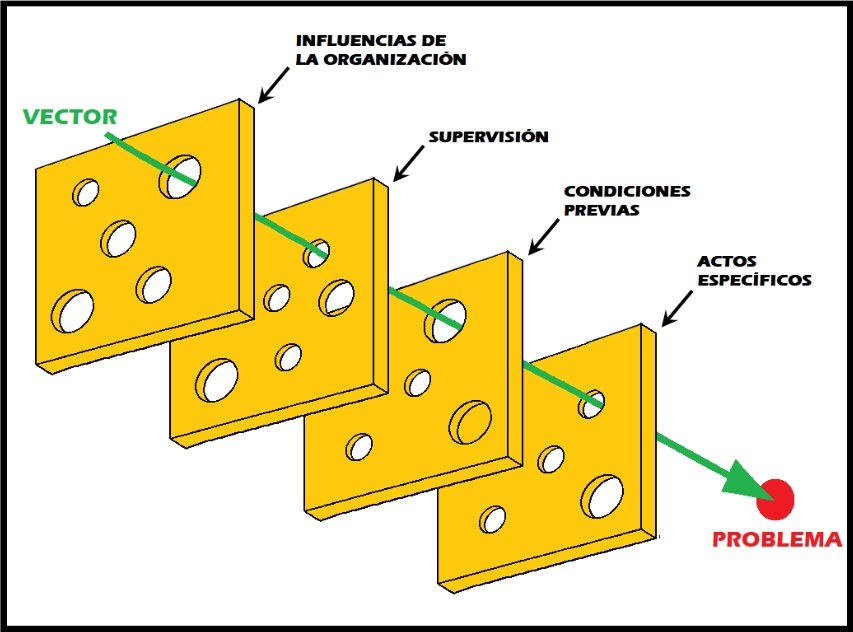 INFLUENCIAS DE
LA ORGANIZACIÓN
VECTOR
SUPERVISIÓN
CONDICIONES
PREVIAS
ACTOS
ESPECÍFICOS
PROBLEMA